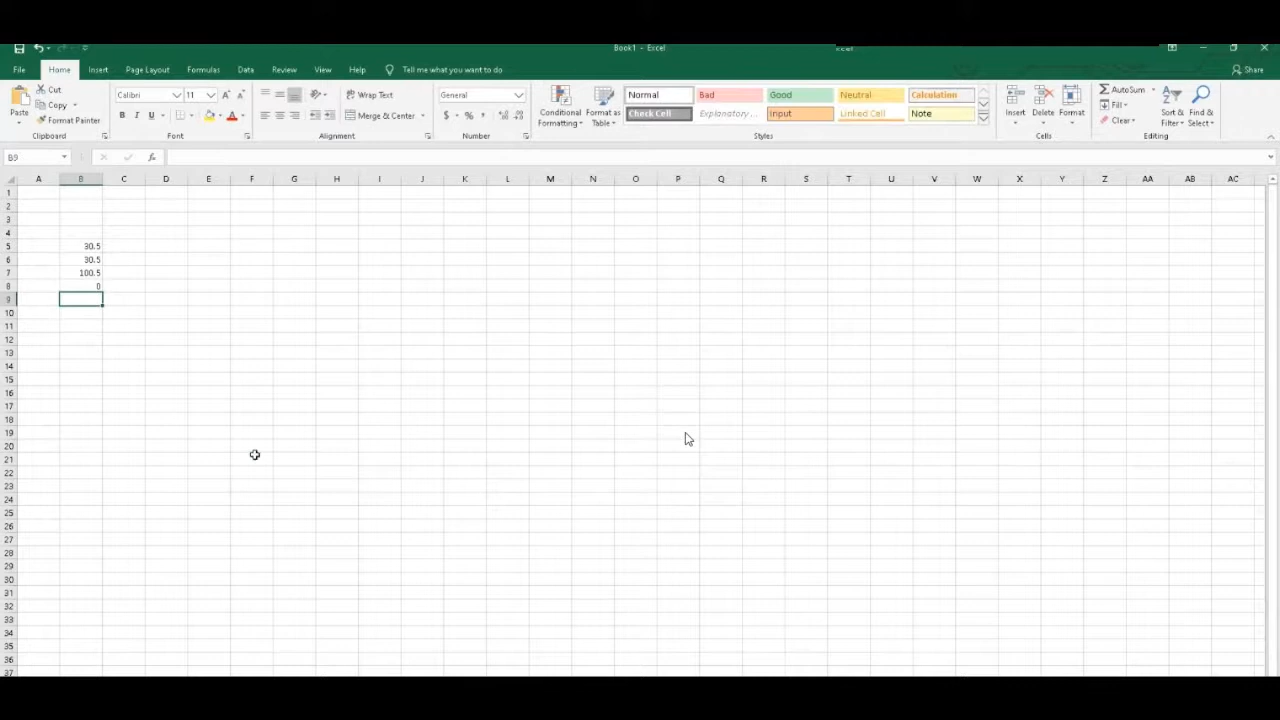 Book1 - Excel
Excel
File Home Insert Page Layout Formulas Data Review View Help Tell me what you want to do Share
Paste
Cut
Copy
Format Painter
Clipboard
Calibri 11
B I U
Font
Wrap Text
Merge & Center
Alignment
General
$ % ,
Number
Conditional Formatting
Format as Table
Normal Bad Good Neutral Calculation
Check Cell Explanatory ... Input Linked Cell Note
Styles
Insert Delete Format
Cells
AutoSum
Fill
Clear
Sort & Filter
Find & Select
Editing
B9 fx
A B C D E F G H I J K L M N O P Q R S T U V W X Y Z AA AB AC
1
2
3
4
5 30.5
6 30.5
7 100.5
8 0
9
10
11
12
13
14
15
16
17
18
19
20
21
22
23
24
25
26
27
28
29
30
31
32
33
34
35
36
37